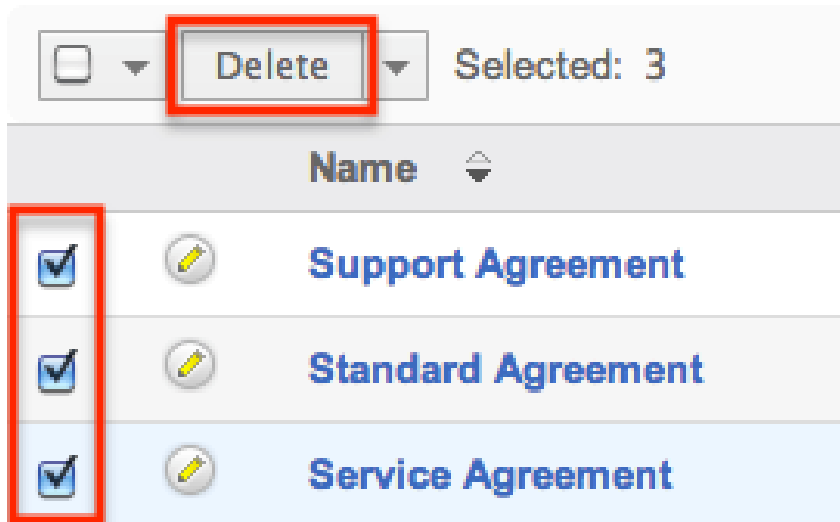 Delete Selected: 3
Name
Support Agreement
Standard Agreement
Service Agreement